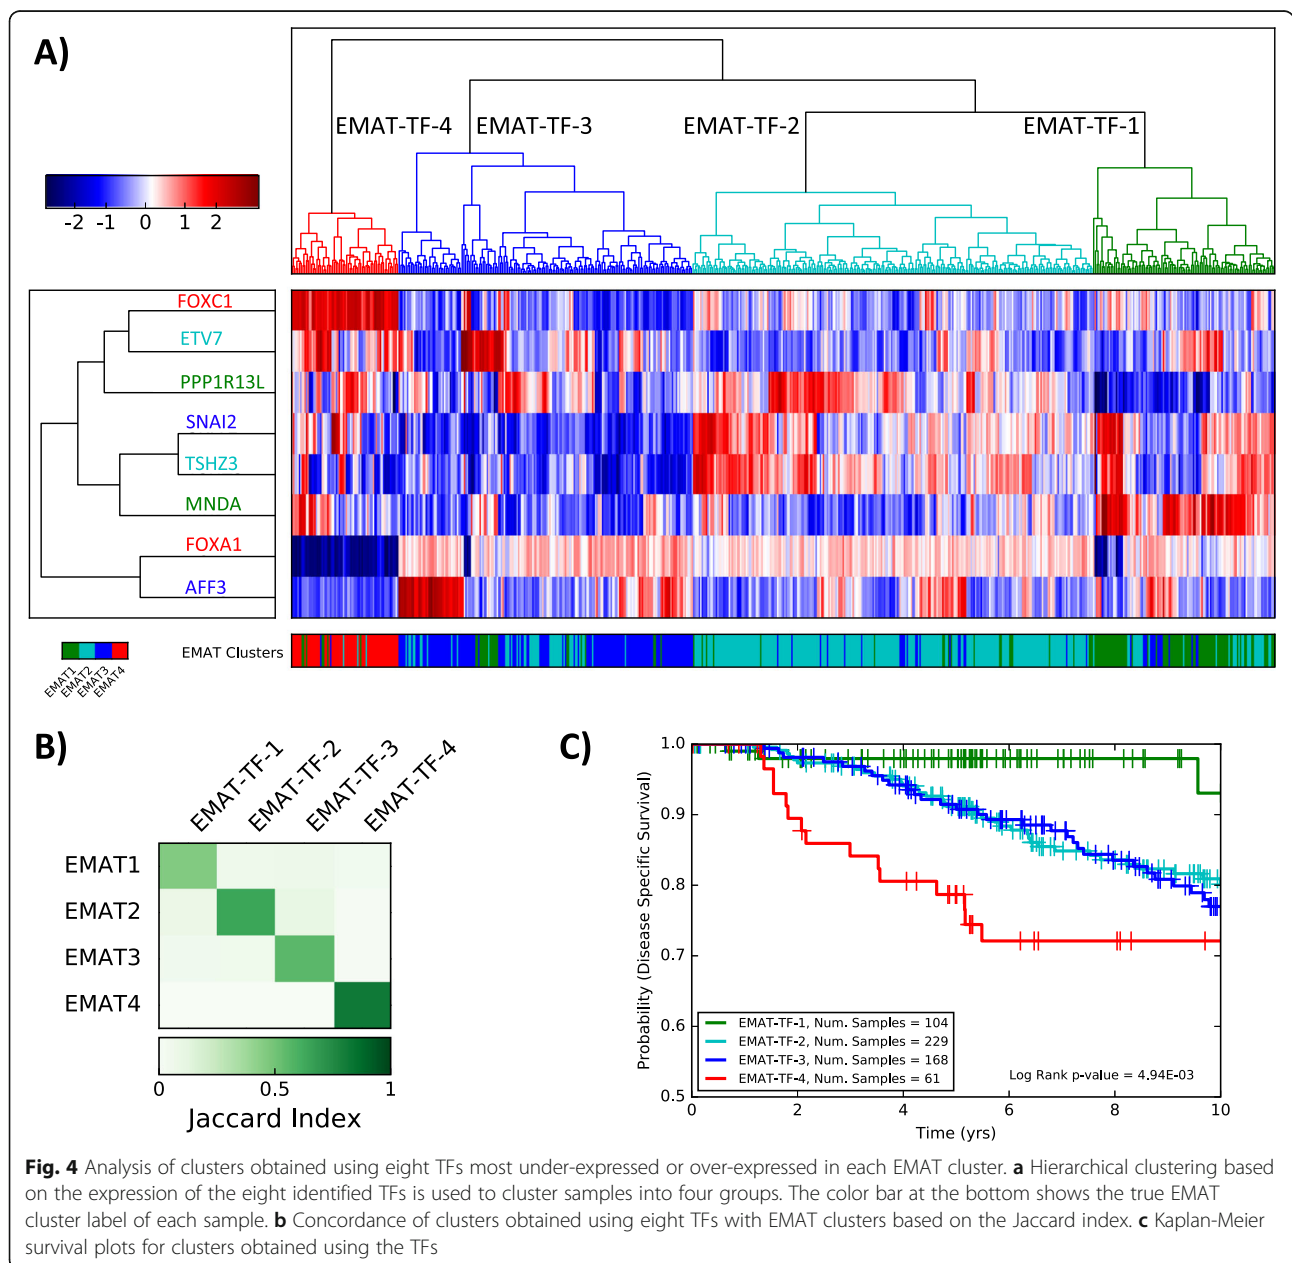 A)
EMAT-TF-4
EMAT-TF-3
EMAT-TF-2
EMAT-TF-1
-2 -1 0 1 2
FOXC1
ETV7
PPP1R13L
SNAI2
TSHZ3
MNDA
FOXA1
AFF3
EMAT Clusters
EMAT1
EMAT2
EMAT3
EMAT4
B)
EMAT-TF-1
EMAT-TF-2
EMAT-TF-3
EMAT-TF-4
EMAT1
EMAT2
EMAT3
EMAT4
0 0.5 1
Jaccard Index
C)
Probability (Disease Specific Survival)
1.0
0.9
0.8
0.7
0.6
0.5
EMAT-TF-1, Num. Samples = 104
EMAT-TF-2, Num. Samples = 229
EMAT-TF-3, Num. Samples = 168
EMAT-TF-4, Num. Samples = 61
Log Rank p-value = 4.94E-03
0 2 4 6 8 10
Time (yrs)
Fig. 4 Analysis of clusters obtained using eight TFs most under-expressed or over-expressed in each EMAT cluster. a Hierarchical clustering based
on the expression of the eight identified TFs is used to cluster samples into four groups. The color bar at the bottom shows the true EMAT
cluster label of each sample. b Concordance of clusters obtained using eight TFs with EMAT clusters based on the Jaccard index. c Kaplan-Meier
survival plots for clusters obtained using the TFs